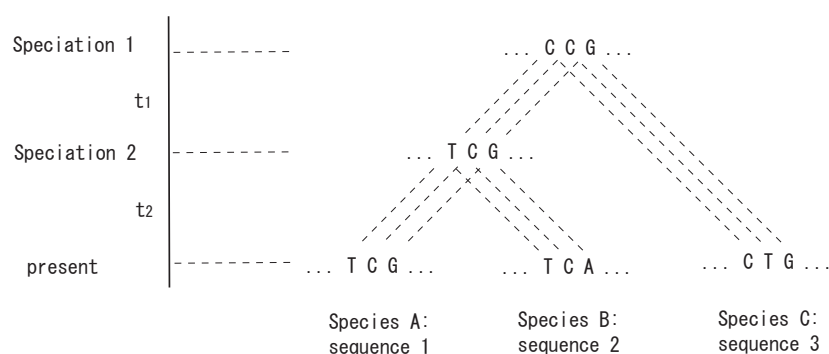 Speciation 1
... C C G ...
t1
Speciation 2
... T C G ...
t2
present
... T C G ...
... T C A ...
... C T G ...
Species A:
sequence 1
Species B:
sequence 2
Species C:
sequence 3